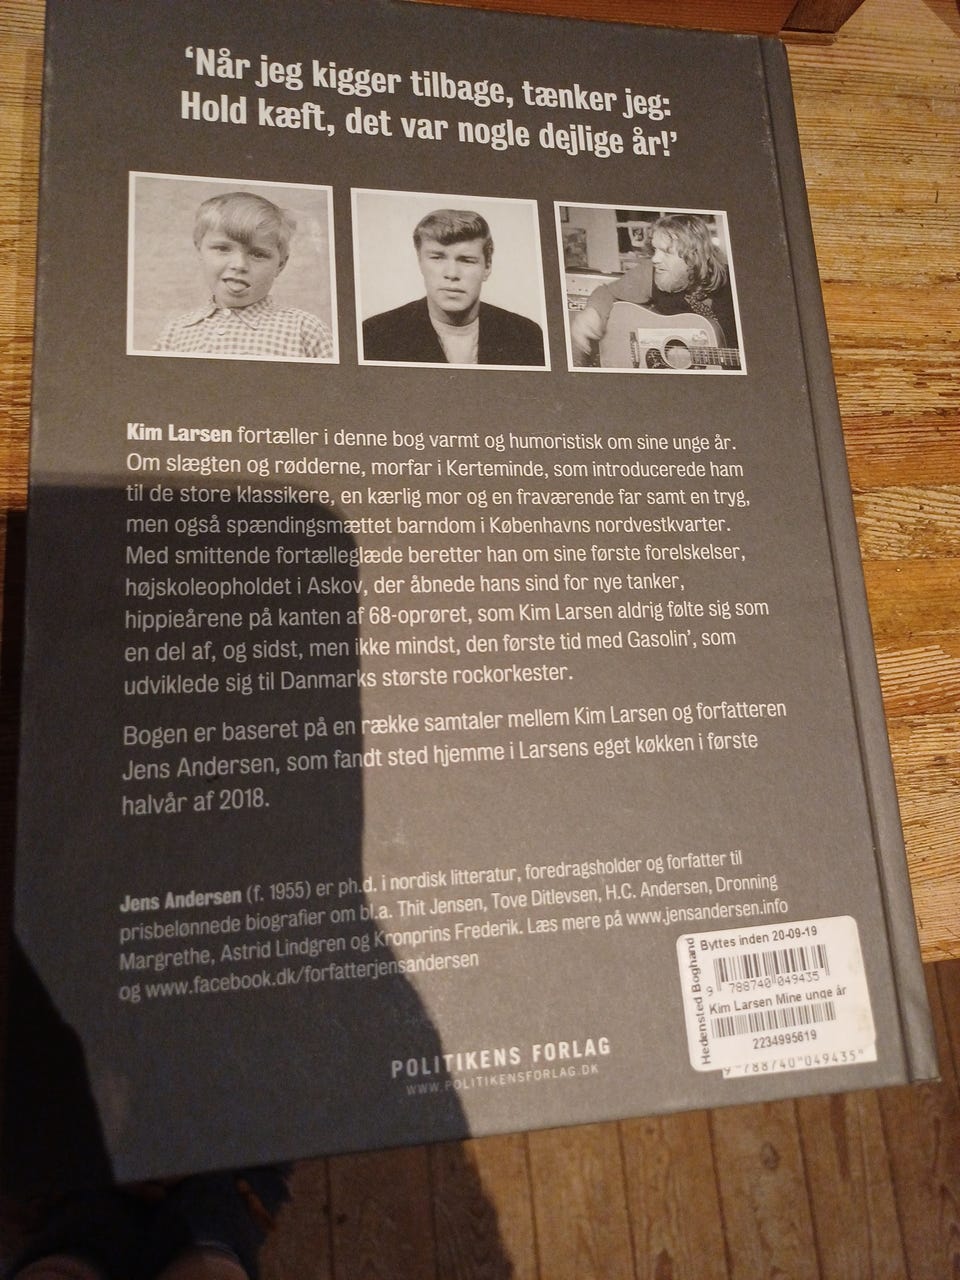 ‘Når jeg kigger tilbage, tænker jeg:
Hold kæft, det var nogle dejlige år!’
Kim Larsen fortæller i denne bog varmt og humoristisk om sine unge år.
Om slægten og rødderne, morfar i Kerteminde, som introducerede ham
til de store klassikere, en kærlig mor og en fraværende far samt en tryg,
men også spændingsmættet barndom i Københavns nordvestkvarter.
Med smittende fortælleglæde beretter han om sine første forelskelser,
højskoleopholdet i Askov, der åbnede hans sind for nye tanker,
hippieårene på kanten af 68-oprøret, som Kim Larsen aldrig følte sig som
en del af, og sidst, men ikke mindst, den første tid med Gasolin’, som
udviklede sig til Danmarks største rockorkester.
Bogen er baseret på en række samtaler mellem Kim Larsen og forfatteren
Jens Andersen, som fandt sted hjemme i Larsens eget køkken i første
halvår af 2018.
Jens Andersen (f. 1955) er ph.d. i nordisk litteratur, foredragsholder og forfatter til
prisbelønnede biografier om bl.a. Thit Jensen, Tove Ditlevsen, H.C. Andersen, Dronning
Margrethe, Astrid Lindgren og Kronprins Frederik. Læs mere på www.jensandersen.info
og www.facebook.dk/forfatterjensandersen
POLITIKENS FORLAG
WWW.POLITIKENSFORLAG.DK
Hedensted Boghand
Byttes inden 20-09-19
9 788740 049435
Kim Larsen Mine unge år
2234995619
9 "788740"049435"